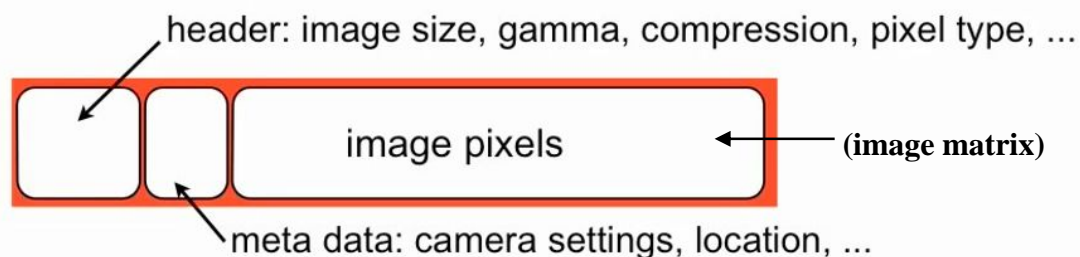 header: image size, gamma, compression, pixel type, ...
image pixels
(image matrix)
meta data: camera settings, location, ...